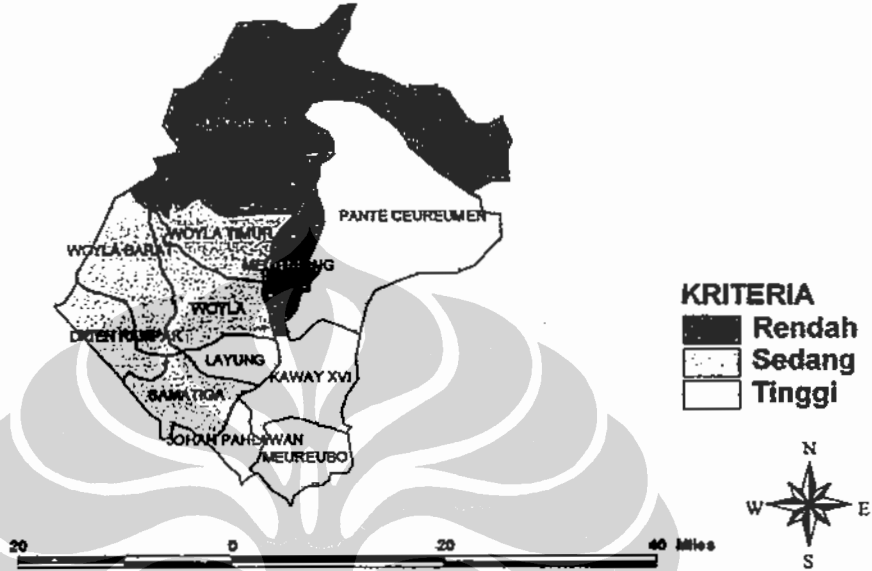 PANTE CEUREUMEN
WOYLA TIMUR
WOYLA BARAT
WOYLA
LAYUNG
KAWAY XVI
SAMATIGA
JOHAN PAHLAWAN
MEUREUBO
KRITERIA
Rendah
Sedang
Tinggi
N
W E
S
20 0 20 40 Miles